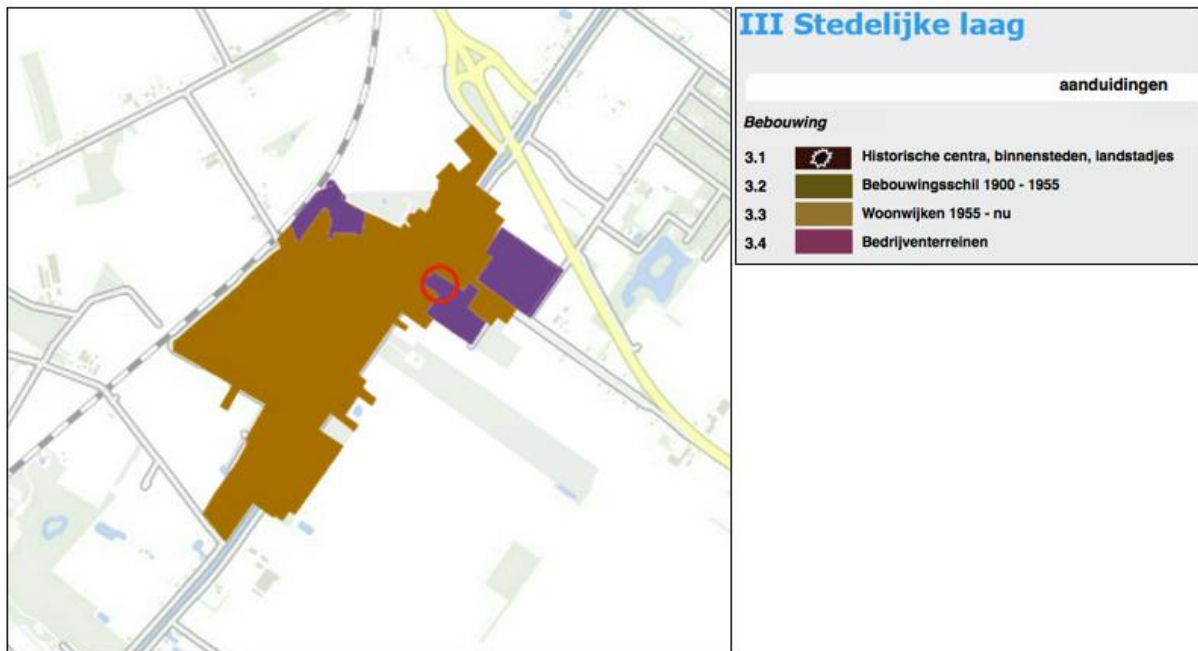 III Stedelijke laag
aanduidingen
Bebouwing
3.1 Historische centra, binnensteden, landstadjes
3.2 Bebouwingsschil 1900 - 1955
3.3 Woonwijken 1955 - nu
3.4 Bedrijventerreinen